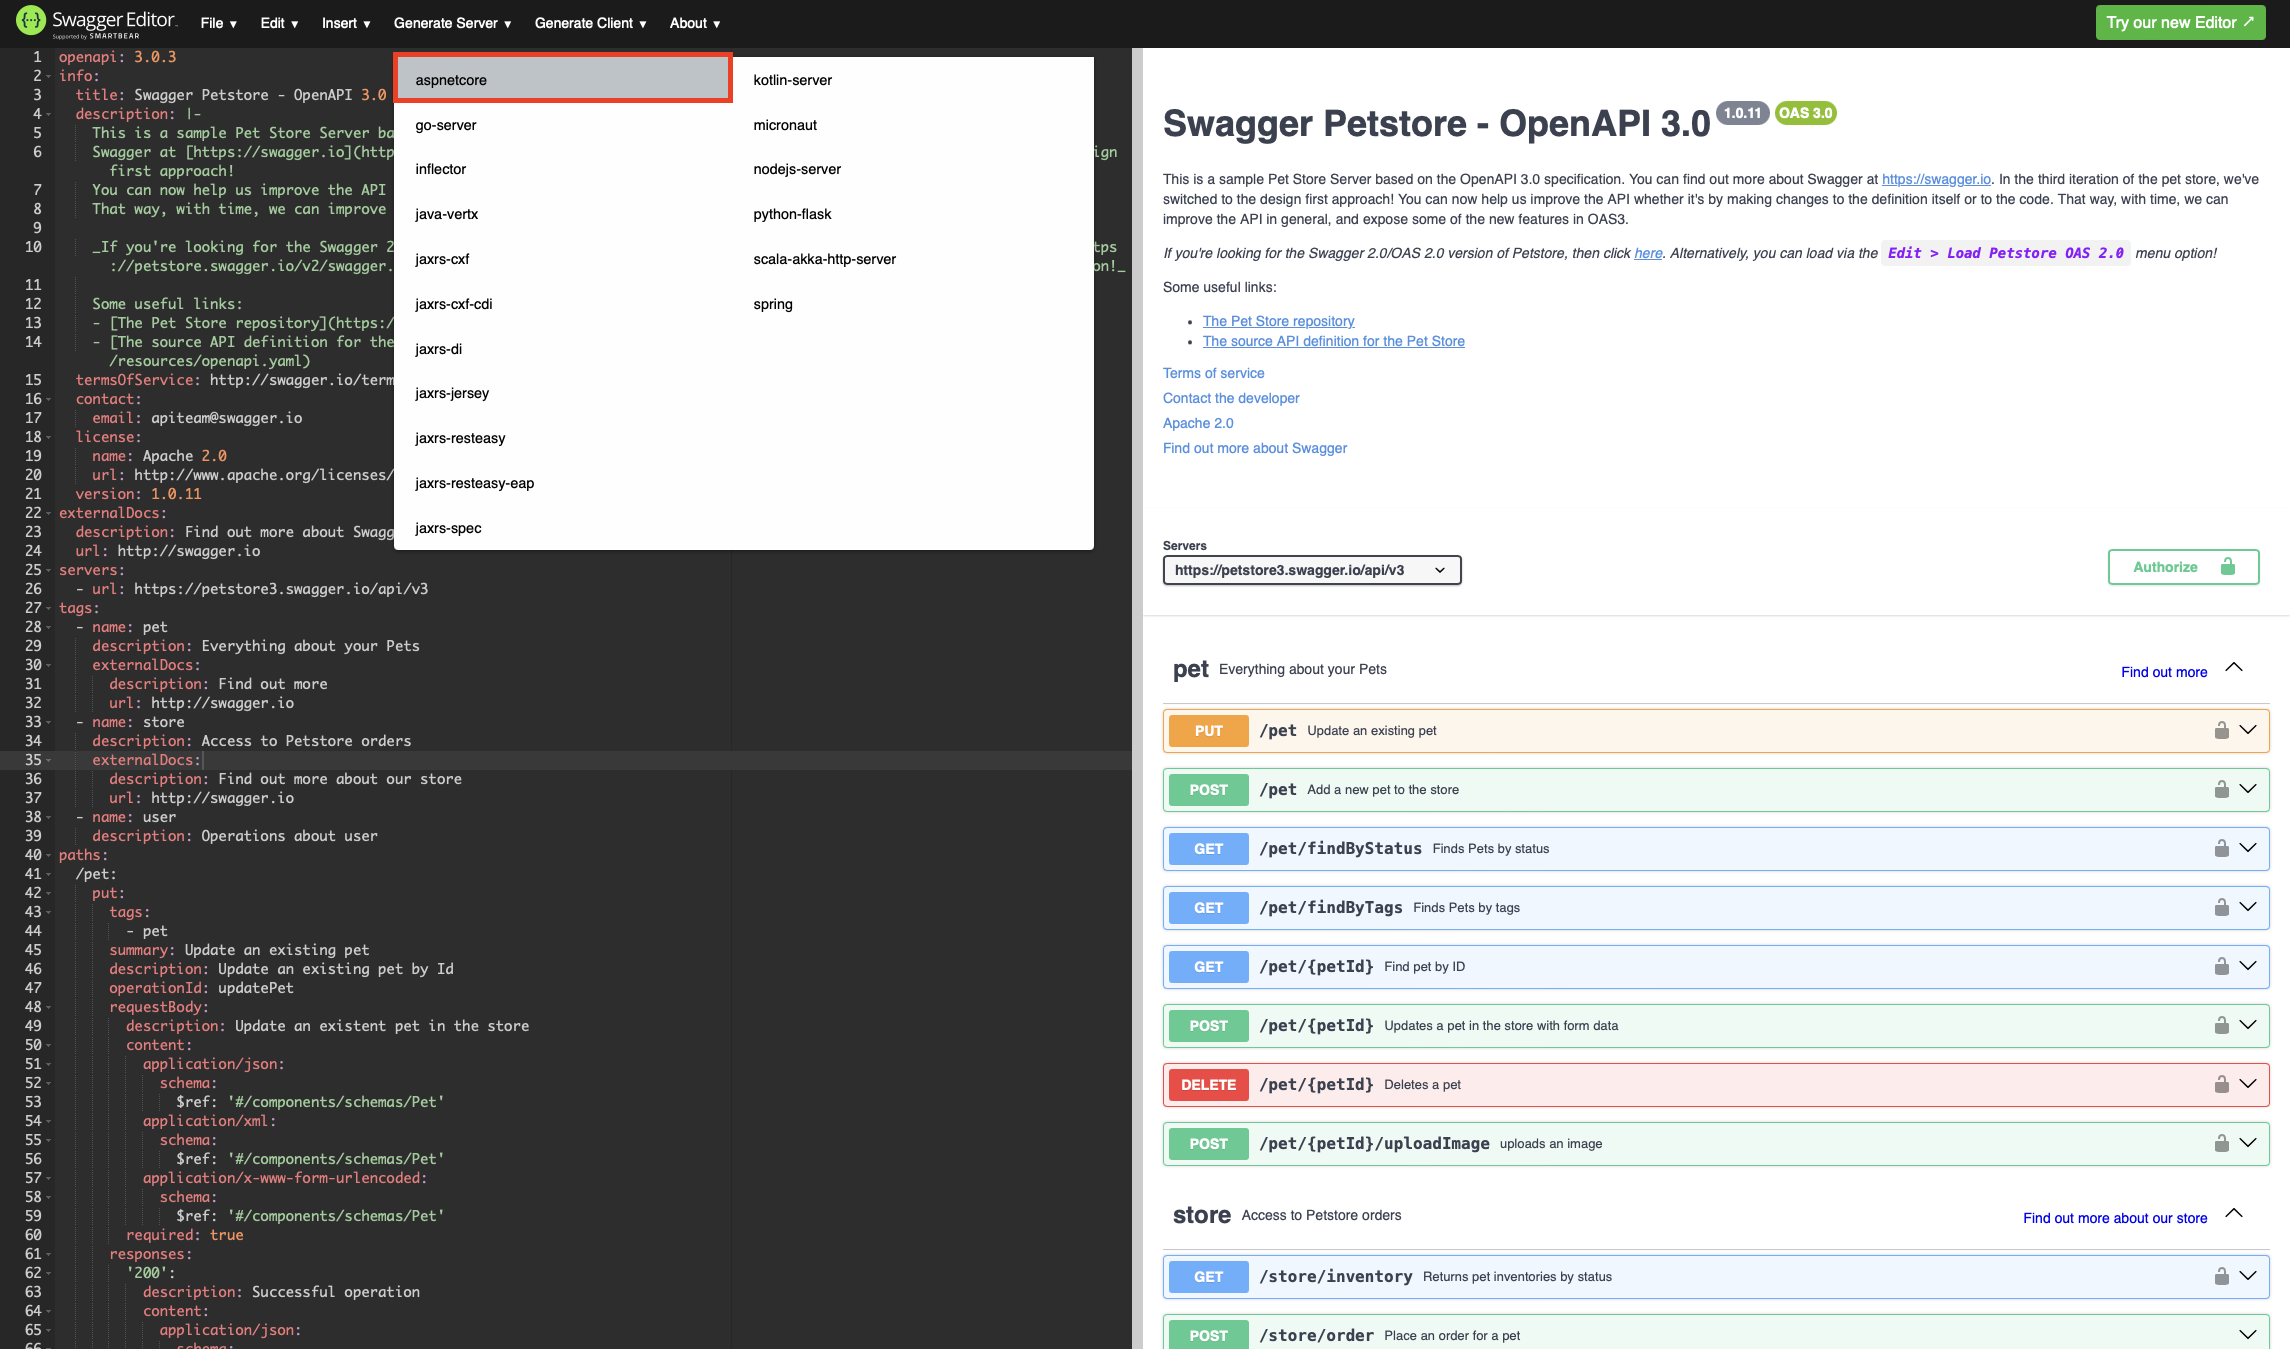 Swagger Editor
Supported by SMARTBEAR
File ▾ Edit ▾ Insert ▾ Generate Server ▾ Generate Client ▾ About ▾
Try our new Editor ↗
aspnetcore
go-server
inflector
java-vertx
jaxrs-cxf
jaxrs-cxf-cdi
jaxrs-di
jaxrs-jersey
jaxrs-resteasy
jaxrs-resteasy-eap
jaxrs-spec
kotlin-server
micronaut
nodejs-server
python-flask
scala-akka-http-server
spring
1 openapi: 3.0.3
2 info:
3 title: Swagger Petstore - OpenAPI 3.0
4 description: |-
5 This is a sample Pet Store Server ba
6 Swagger at [https://swagger.io](http ign
first approach!
7 You can now help us improve the API
8 That way, with time, we can improve
9
10 _If you're looking for the Swagger 2 tps
://petstore.swagger.io/v2/swagger. on!_
11
12 Some useful links:
13 - [The Pet Store repository](https:/
14 - [The source API definition for the
/resources/openapi.yaml)
15 termsOfService: http://swagger.io/term
16 contact:
17 email: apiteam@swagger.io
18 license:
19 name: Apache 2.0
20 url: http://www.apache.org/licenses/
21 version: 1.0.11
22 externalDocs:
23 description: Find out more about Swagg
24 url: http://swagger.io
25 servers:
26 - url: https://petstore3.swagger.io/api/v3
27 tags:
28 - name: pet
29 description: Everything about your Pets
30 externalDocs:
31 description: Find out more
32 url: http://swagger.io
33 - name: store
34 description: Access to Petstore orders
35 externalDocs:
36 description: Find out more about our store
37 url: http://swagger.io
38 - name: user
39 description: Operations about user
40 paths:
41 /pet:
42 put:
43 tags:
44 - pet
45 summary: Update an existing pet
46 description: Update an existing pet by Id
47 operationId: updatePet
48 requestBody:
49 description: Update an existent pet in the store
50 content:
51 application/json:
52 schema:
53 $ref: '#/components/schemas/Pet'
54 application/xml:
55 schema:
56 $ref: '#/components/schemas/Pet'
57 application/x-www-form-urlencoded:
58 schema:
59 $ref: '#/components/schemas/Pet'
60 required: true
61 responses:
62 '200':
63 description: Successful operation
64 content:
65 application/json:
66 schema:
Swagger Petstore - OpenAPI 3.0 1.0.11 OAS 3.0
This is a sample Pet Store Server based on the OpenAPI 3.0 specification. You can find out more about Swagger at https://swagger.io. In the third iteration of the pet store, we've
switched to the design first approach! You can now help us improve the API whether it's by making changes to the definition itself or to the code. That way, with time, we can
improve the API in general, and expose some of the new features in OAS3.
If you're looking for the Swagger 2.0/OAS 2.0 version of Petstore, then click here. Alternatively, you can load via the Edit > Load Petstore OAS 2.0 menu option!
Some useful links:
• The Pet Store repository
• The source API definition for the Pet Store
Terms of service
Contact the developer
Apache 2.0
Find out more about Swagger
Servers
https://petstore3.swagger.io/api/v3
Authorize
pet Everything about your Pets Find out more
PUT /pet Update an existing pet
POST /pet Add a new pet to the store
GET /pet/findByStatus Finds Pets by status
GET /pet/findByTags Finds Pets by tags
GET /pet/{petId} Find pet by ID
POST /pet/{petId} Updates a pet in the store with form data
DELETE /pet/{petId} Deletes a pet
POST /pet/{petId}/uploadImage uploads an image
store Access to Petstore orders Find out more about our store
GET /store/inventory Returns pet inventories by status
POST /store/order Place an order for a pet